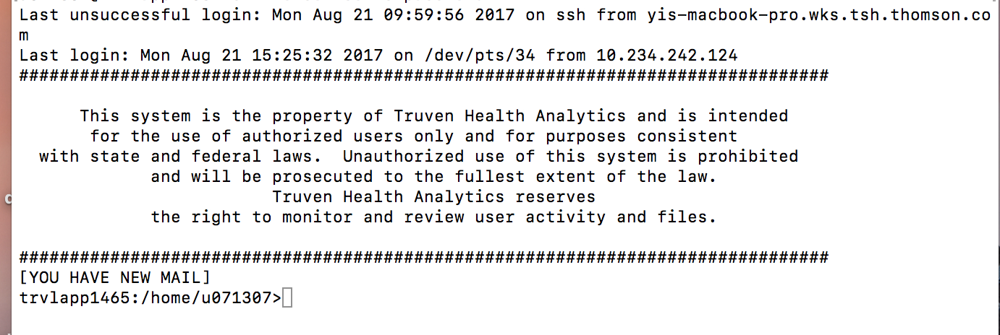 Last unsuccessful login: Mon Aug 21 09:59:56 2017 on ssh from yis-macbook-pro.wks.tsh.thomson.co
m
Last login: Mon Aug 21 15:25:32 2017 on /dev/pts/34 from 10.234.242.124
################################################################################
This system is the property of Truven Health Analytics and is intended
for the use of authorized users only and for purposes consistent
with state and federal laws.  Unauthorized use of this system is prohibited
and will be prosecuted to the fullest extent of the law.
Truven Health Analytics reserves
the right to monitor and review user activity and files.
################################################################################
[YOU HAVE NEW MAIL]
trvlapp1465:/home/u071307>